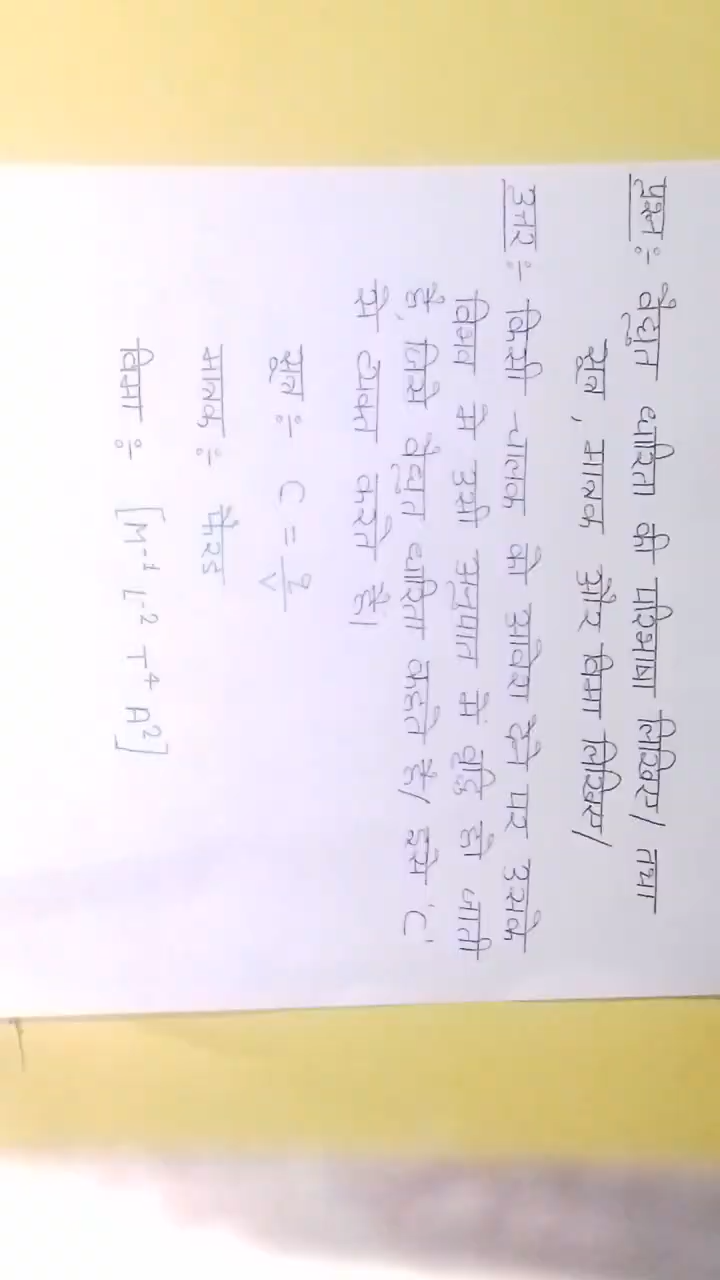 प्रश्न :- वैद्युत धारिता की परिभाषा लिखिए। तथा
सूत्र, मात्रक और विमा लिखिए।
उत्तर :- किसी चालक को आवेश देने पर उसके
विभव मे उसी अनुपात में वृद्धि हो जाती
है, जिसे वैद्युत धारिता कहते है। इसे 'C'
से व्यक्त करते है।
सूत्र :- C = q/V
मात्रक :- फैरड
विमा :- [M⁻¹ L⁻² T⁴ A²]